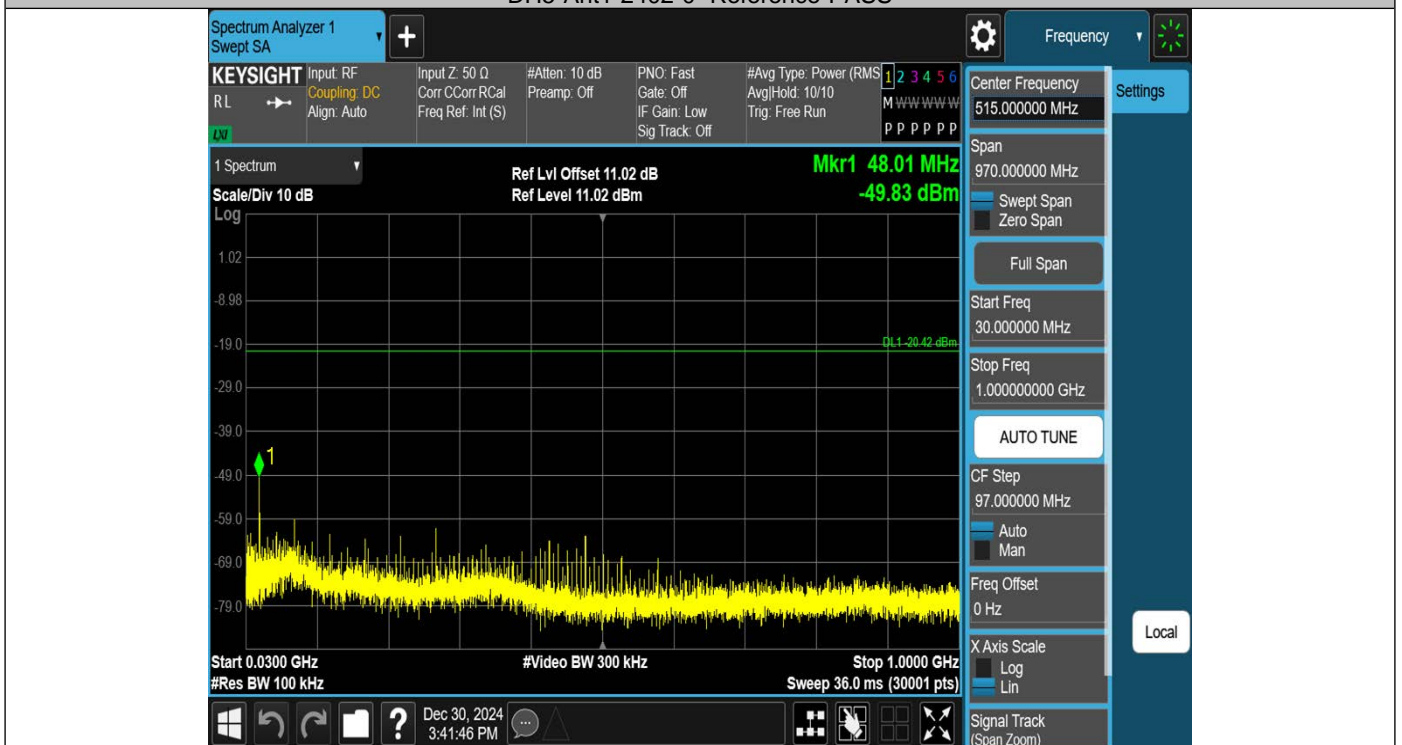 Spectrum Analyzer 1
Swept SA
Frequency
KEYSIGHT
RL
LXI
Input: RF
Coupling: DC
Align: Auto
Input Z: 50 Ω
Corr CCorr RCal
Freq Ref: Int (S)
#Atten: 10 dB
Preamp: Off
PNO: Fast
Gate: Off
IF Gain: Low
Sig Track: Off
#Avg Type: Power (RMS
Avg|Hold: 10/10
Trig: Free Run
1 2 3 4 5 6
M W W W W W
P P P P P P
1 Spectrum
Scale/Div 10 dB
Log
Ref Lvl Offset 11.02 dB
Ref Level 11.02 dBm
Mkr1 48.01 MHz
-49.83 dBm
1.02
-8.98
-19.0
DL1 -20.42 dBm
-29.0
-39.0
1
-49.0
-59.0
-69.0
-79.0
Start 0.0300 GHz
#Res BW 100 kHz
#Video BW 300 kHz
Stop 1.0000 GHz
Sweep 36.0 ms (30001 pts)
Dec 30, 2024
3:41:46 PM
Center Frequency
515.000000 MHz
Span
970.000000 MHz
Swept Span
Zero Span
Full Span
Start Freq
30.000000 MHz
Stop Freq
1.000000000 GHz
AUTO TUNE
CF Step
97.000000 MHz
Auto
Man
Freq Offset
0 Hz
X Axis Scale
Log
Lin
Signal Track
(Span Zoom)
Settings
Local